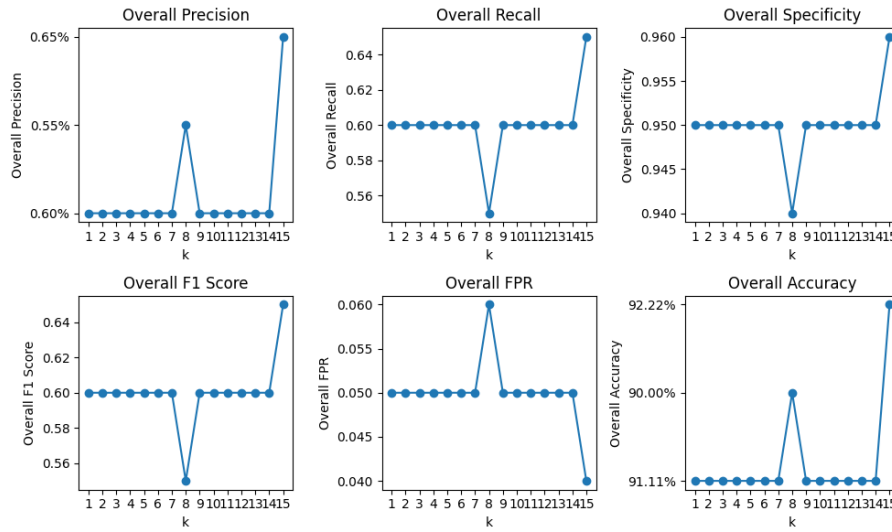 Overall Precision
Overall Precision
0.65%
0.55%
0.60%
1 2 3 4 5 6 7 8 9 10 11 12 13 14 15
k
Overall Recall
Overall Recall
0.64
0.62
0.60
0.58
0.56
1 2 3 4 5 6 7 8 9 10 11 12 13 14 15
k
Overall Specificity
Overall Specificity
0.960
0.955
0.950
0.945
0.940
1 2 3 4 5 6 7 8 9 10 11 12 13 14 15
k
Overall F1 Score
Overall F1 Score
0.64
0.62
0.60
0.58
0.56
1 2 3 4 5 6 7 8 9 10 11 12 13 14 15
k
Overall FPR
Overall FPR
0.060
0.055
0.050
0.045
0.040
1 2 3 4 5 6 7 8 9 10 11 12 13 14 15
k
Overall Accuracy
Overall Accuracy
92.22%
90.00%
91.11%
1 2 3 4 5 6 7 8 9 10 11 12 13 14 15
k